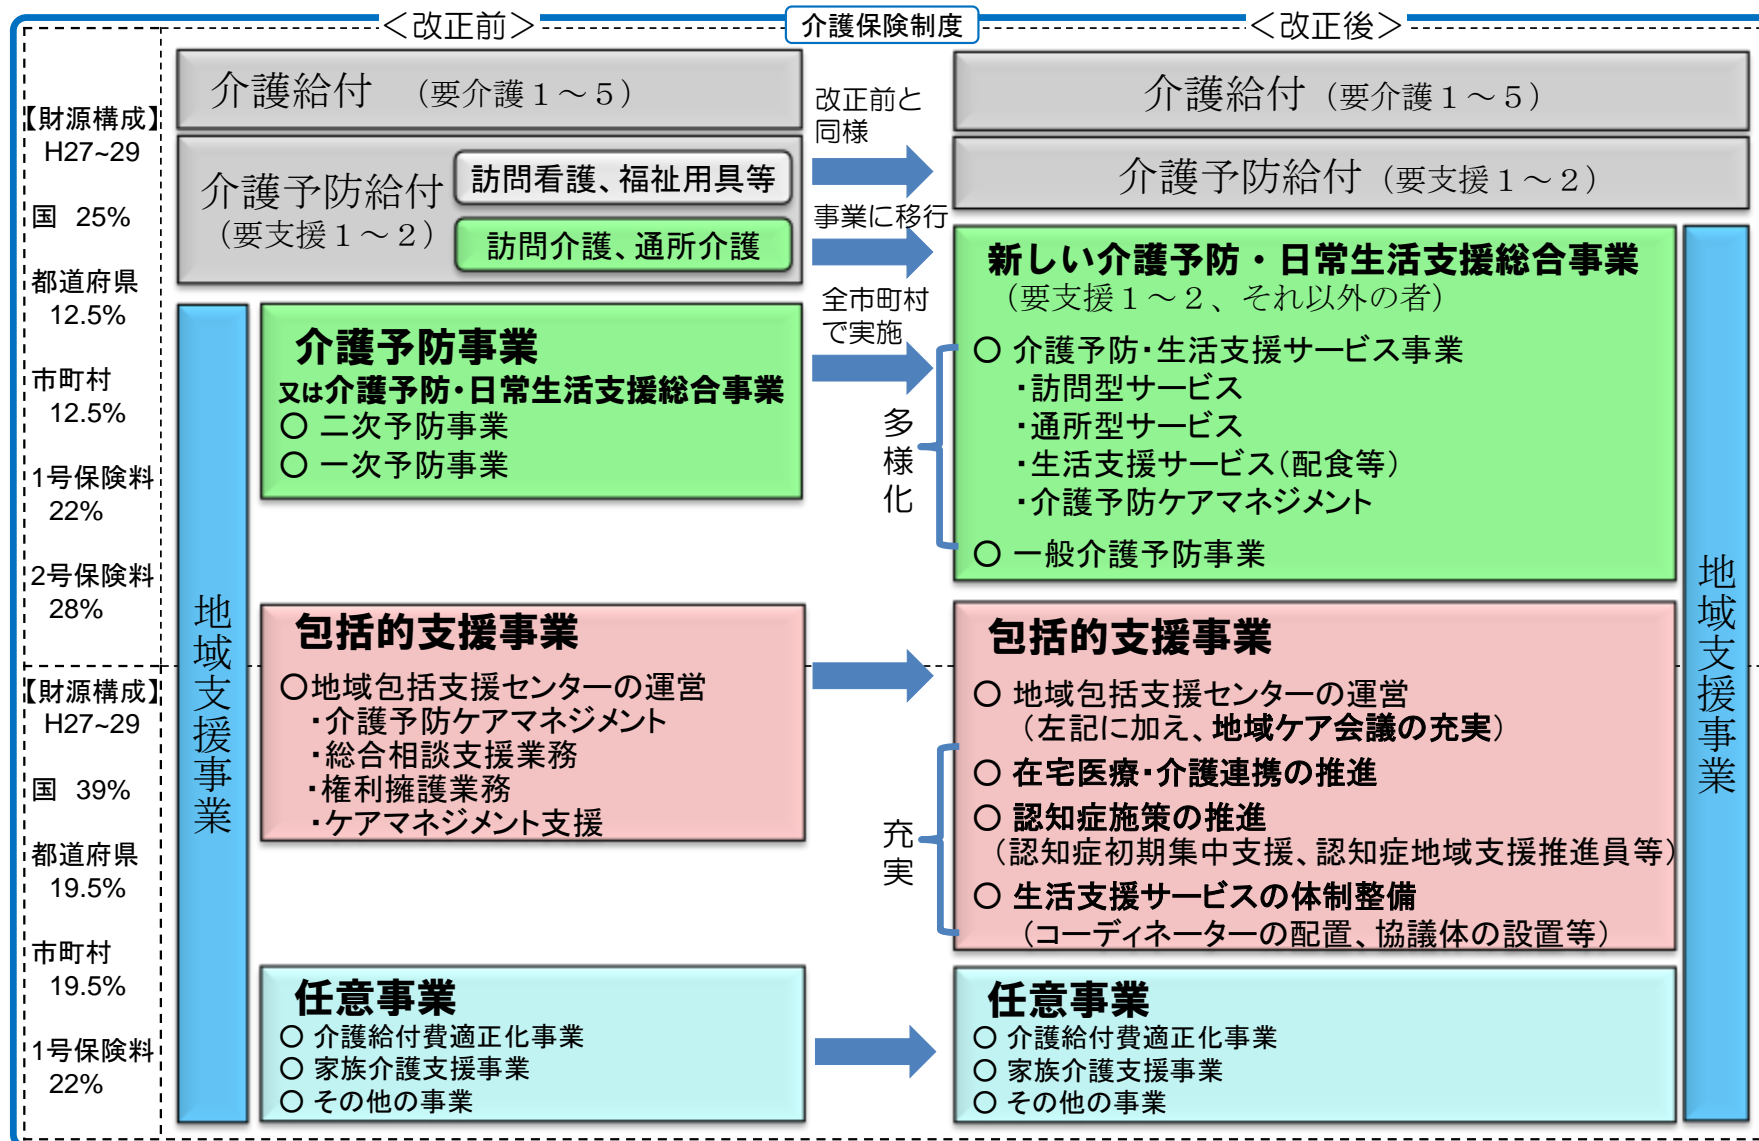 ＜改正前＞
介護保険制度
＜改正後＞
【財源構成】
H27~29
国 25%
都道府県
12.5%
市町村
12.5%
1号保険料
22%
2号保険料
28%
【財源構成】
H27~29
国 39%
都道府県
19.5%
市町村
19.5%
1号保険料
22%
介護給付 （要介護１～５）
介護予防給付
（要支援１～２）
訪問看護、福祉用具等
訪問介護、通所介護
地域支援事業
介護予防事業
又は介護予防・日常生活支援総合事業
○ 二次予防事業
○ 一次予防事業
包括的支援事業
○地域包括支援センターの運営
・介護予防ケアマネジメント
・総合相談支援業務
・権利擁護業務
・ケアマネジメント支援
任意事業
○ 介護給付費適正化事業
○ 家族介護支援事業
○ その他の事業
改正前と
同様
事業に移行
全市町村
で実施
多様化
充実
介護給付（要介護１～５）
介護予防給付（要支援１～２）
新しい介護予防・日常生活支援総合事業
（要支援１～２、それ以外の者）
○ 介護予防・生活支援サービス事業
・訪問型サービス
・通所型サービス
・生活支援サービス（配食等）
・介護予防ケアマネジメント
○ 一般介護予防事業
包括的支援事業
○ 地域包括支援センターの運営
（左記に加え、地域ケア会議の充実）
○ 在宅医療・介護連携の推進
○ 認知症施策の推進
（認知症初期集中支援、認知症地域支援推進員等）
○ 生活支援サービスの体制整備
（コーディネーターの配置、協議体の設置等）
任意事業
○ 介護給付費適正化事業
○ 家族介護支援事業
○ その他の事業
地域支援事業